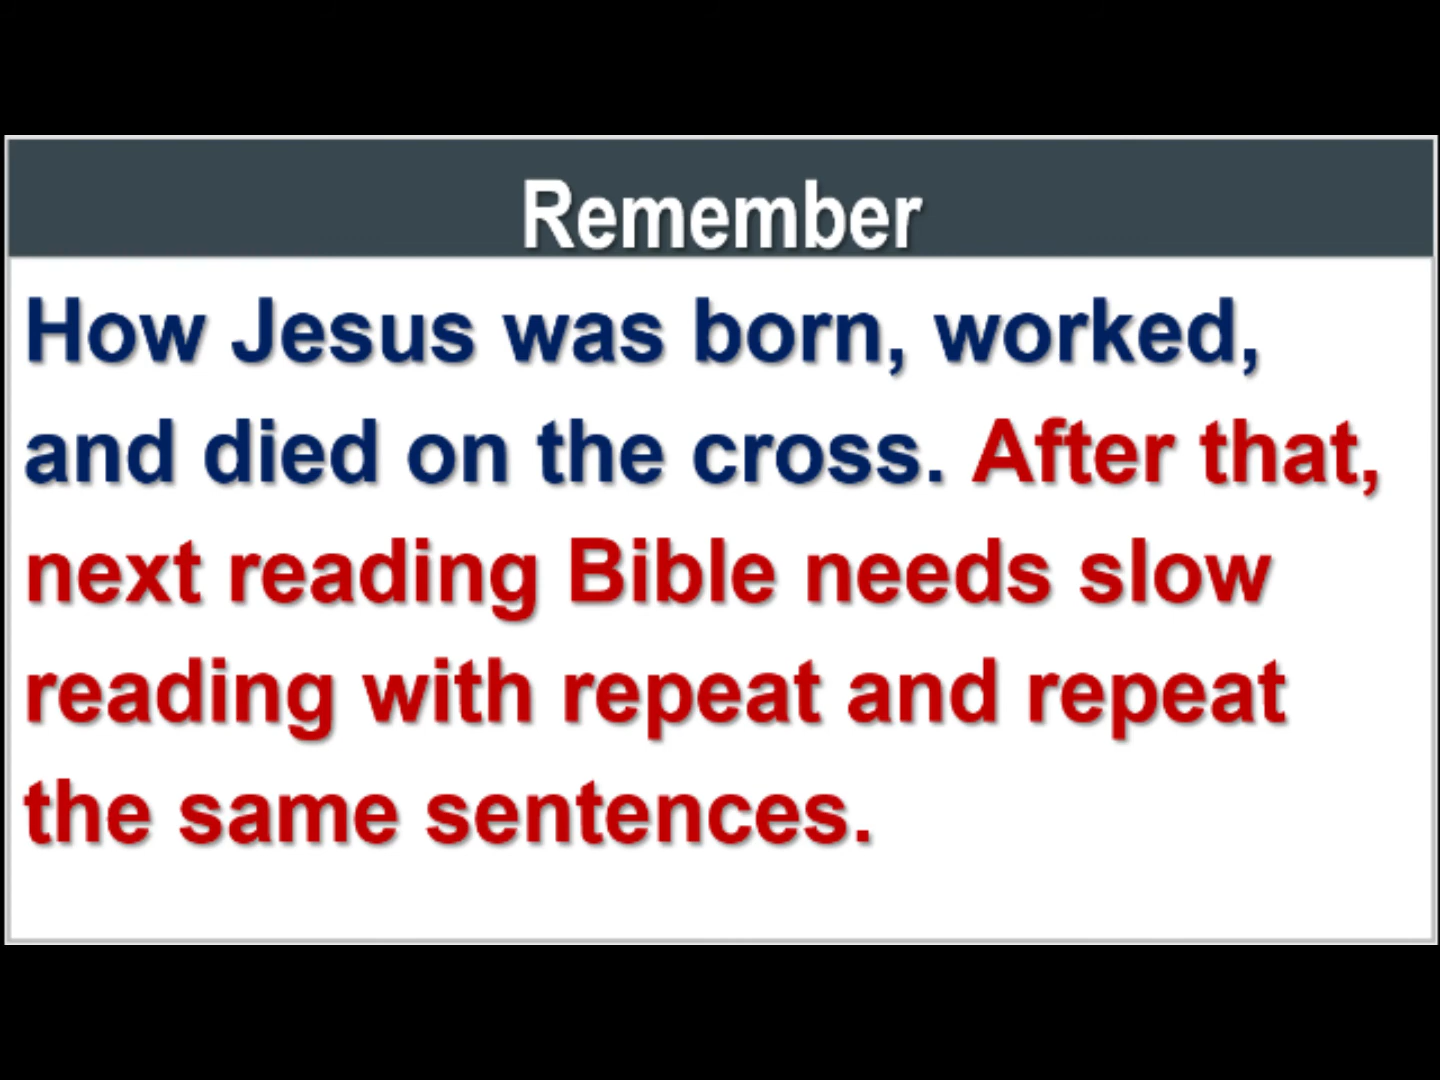 Remember
How Jesus was born, worked,
and died on the cross. After that,
next reading Bible needs slow
reading with repeat and repeat
the same sentences.